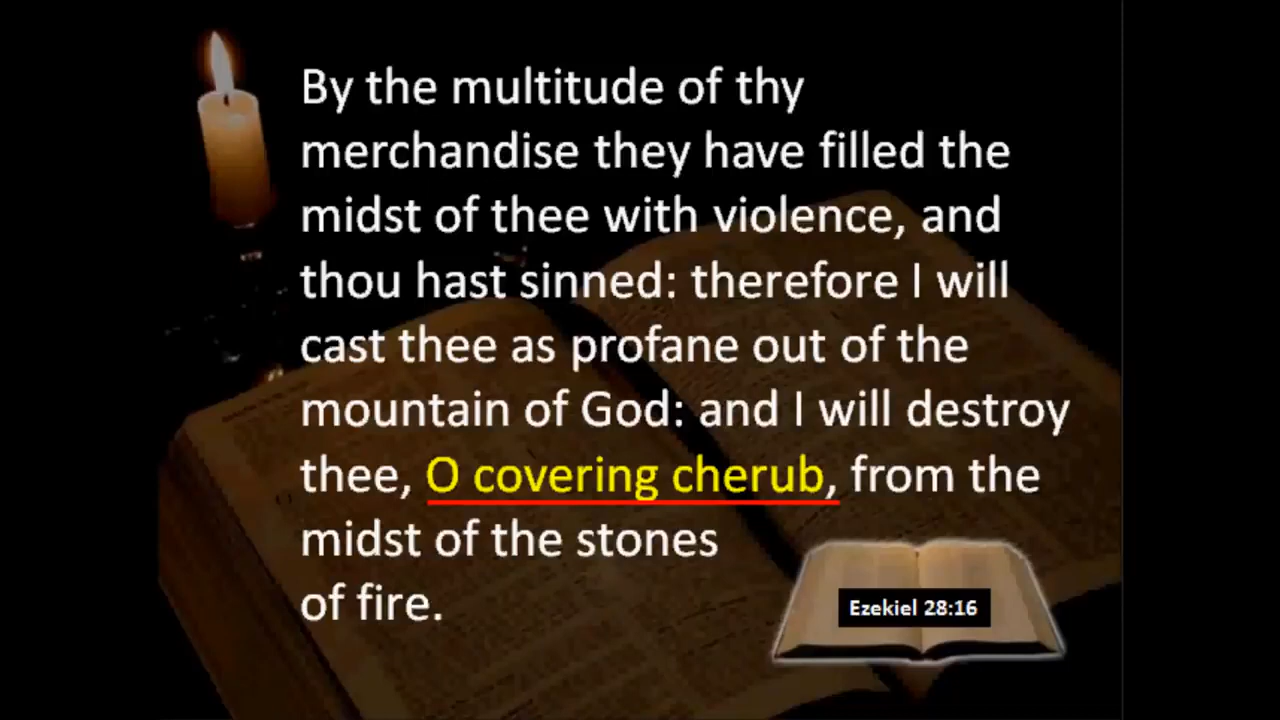 By the multitude of thy
merchandise they have filled the
midst of thee with violence, and
thou hast sinned: therefore I will
cast thee as profane out of the
mountain of God: and I will destroy
thee, O covering cherub, from the
midst of the stones
of fire.
Ezekiel 28:16